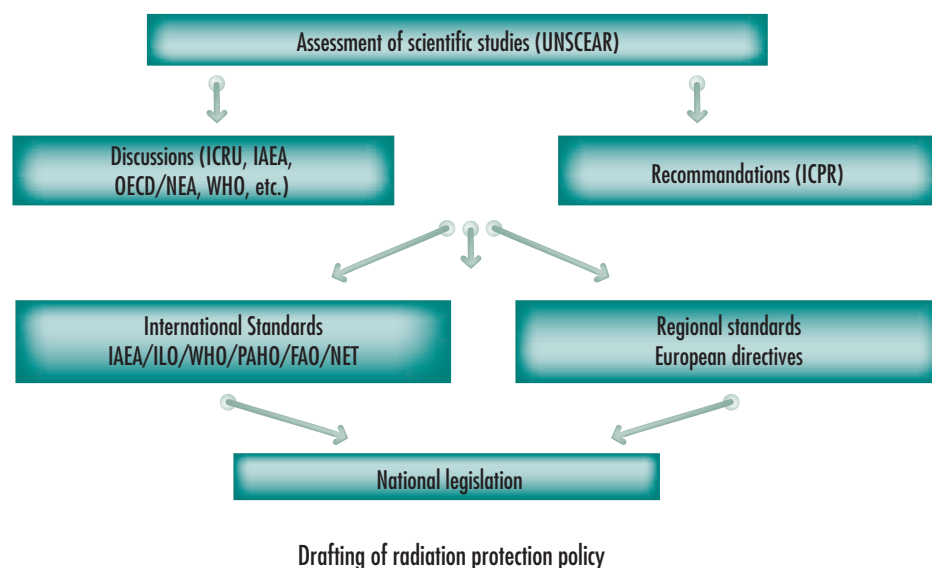 Assessment of scientific studies (UNSCEAR)
Discussions (ICRU, IAEA,
OECD/NEA, WHO, etc.)
Recommandations (ICPR)
International Standards
IAEA/ILO/WHO/PAHO/FAO/NET
Regional standards
European directives
National legislation
Drafting of radiation protection policy